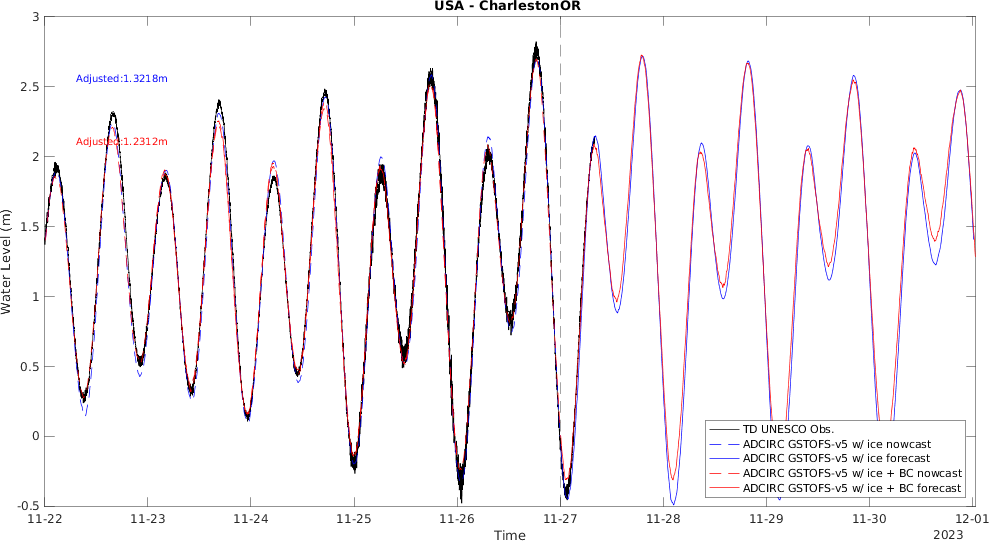 USA - CharlestonOR
Water Level (m)
3
2.5
2
1.5
1
0.5
0
-0.5
Adjusted:1.3218m
Adjusted:1.2312m
TD UNESCO Obs.
ADCIRC GSTOFS-v5 w/ ice nowcast
ADCIRC GSTOFS-v5 w/ ice forecast
ADCIRC GSTOFS-v5 w/ ice + BC nowcast
ADCIRC GSTOFS-v5 w/ ice + BC forecast
11-22 11-23 11-24 11-25 11-26 11-27 11-28 11-29 11-30 12-01
Time
2023